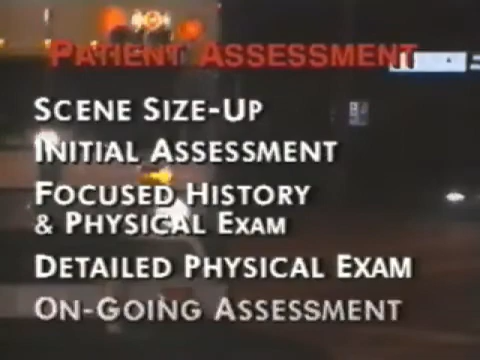 PATIENT ASSESSMENT
SCENE SIZE-UP
INITIAL ASSESSMENT
FOCUSED HISTORY
& PHYSICAL EXAM
DETAILED PHYSICAL EXAM
ON-GOING ASSESSMENT